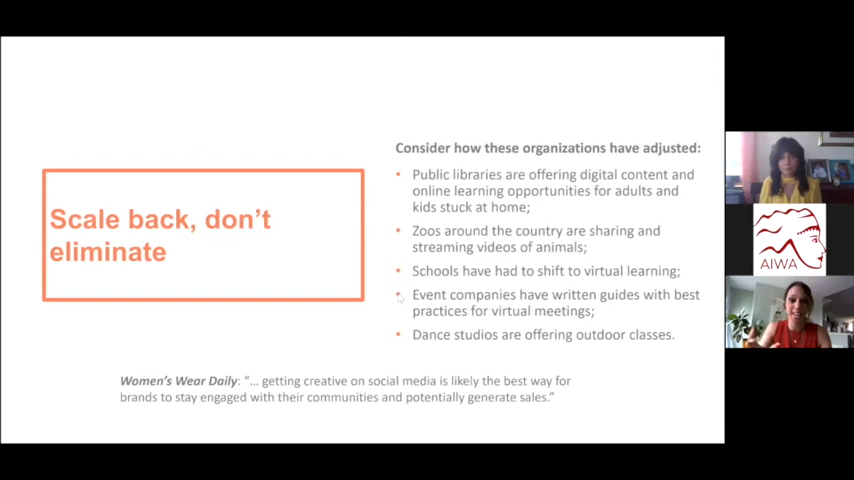 Consider how these organizations have adjusted:
• Public libraries are offering digital content and
online learning opportunities for adults and
kids stuck at home;
• Zoos around the country are sharing and
streaming videos of animals;
• Schools have had to shift to virtual learning;
• Event companies have written guides with best
practices for virtual meetings;
• Dance studios are offering outdoor classes.
Scale back, don’t
eliminate
Women’s Wear Daily: “… getting creative on social media is likely the best way for
brands to stay engaged with their communities and potentially generate sales.”
AIWA